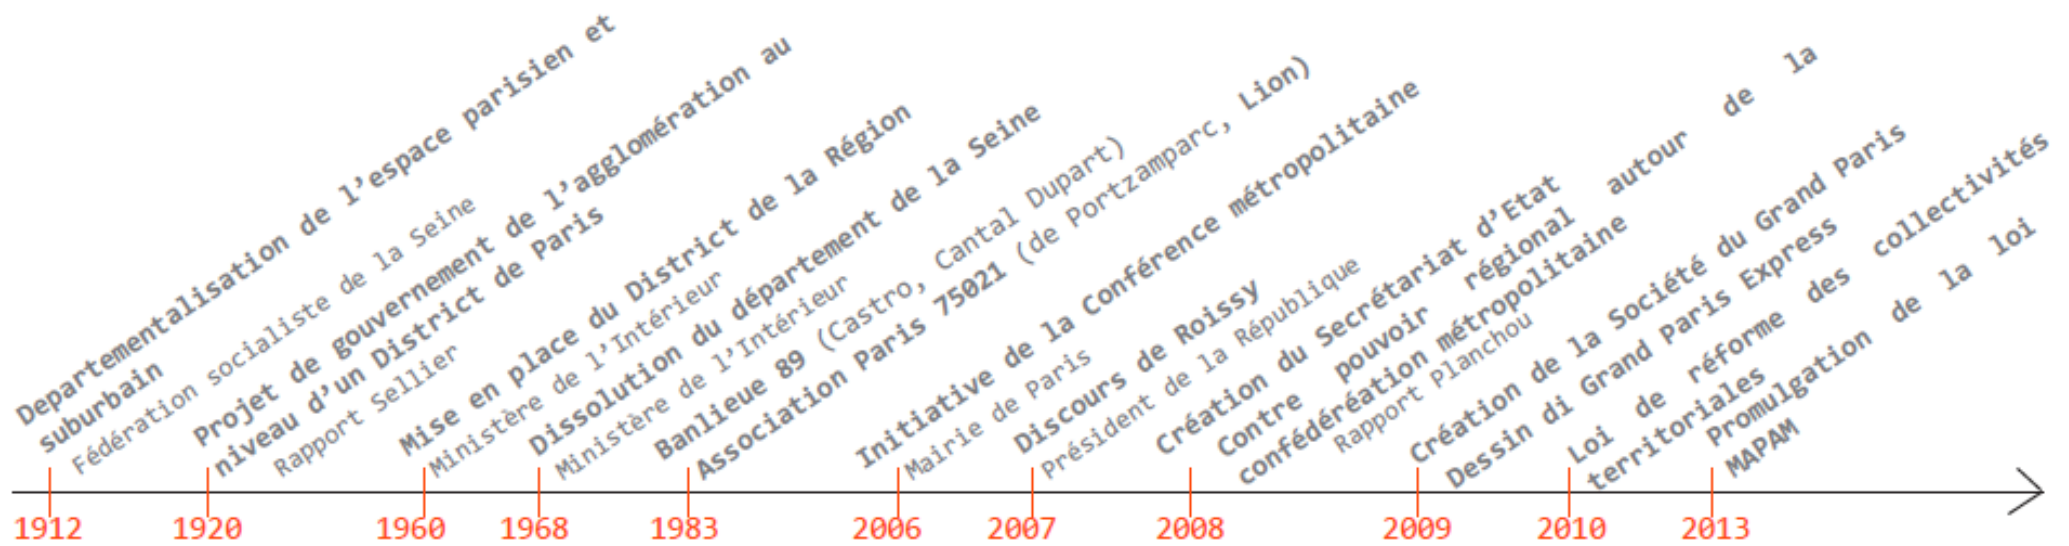 Departementalisation de l’espace parisien et
suburbain
Fédération socialiste de la Seine
Projet de gouvernement de l’agglomération au
niveau d’un District de Paris
Rapport Sellier
Mise en place du District de la Région
Ministère de l’Intérieur
Dissolution du département de la Seine
Ministère de l’Intérieur
Banlieue 89 (Castro, Cantal Dupart)
Association Paris 75021 (de Portzamparc, Lion)
Initiative de la Conférence métropolitaine
Mairie de Paris
Discours de Roissy
Président de la République
Création du Secrétariat d’Etat
Contre pouvoir régional autour de la
confédéréation métropolitaine
Rapport Planchou
Création de la Société du Grand Paris
Dessin di Grand Paris Express
Loi de réforme des collectivités
territoriales
Promulgation de la loi
MAPAM
1912
1920
1960
1968
1983
2006
2007
2008
2009
2010
2013